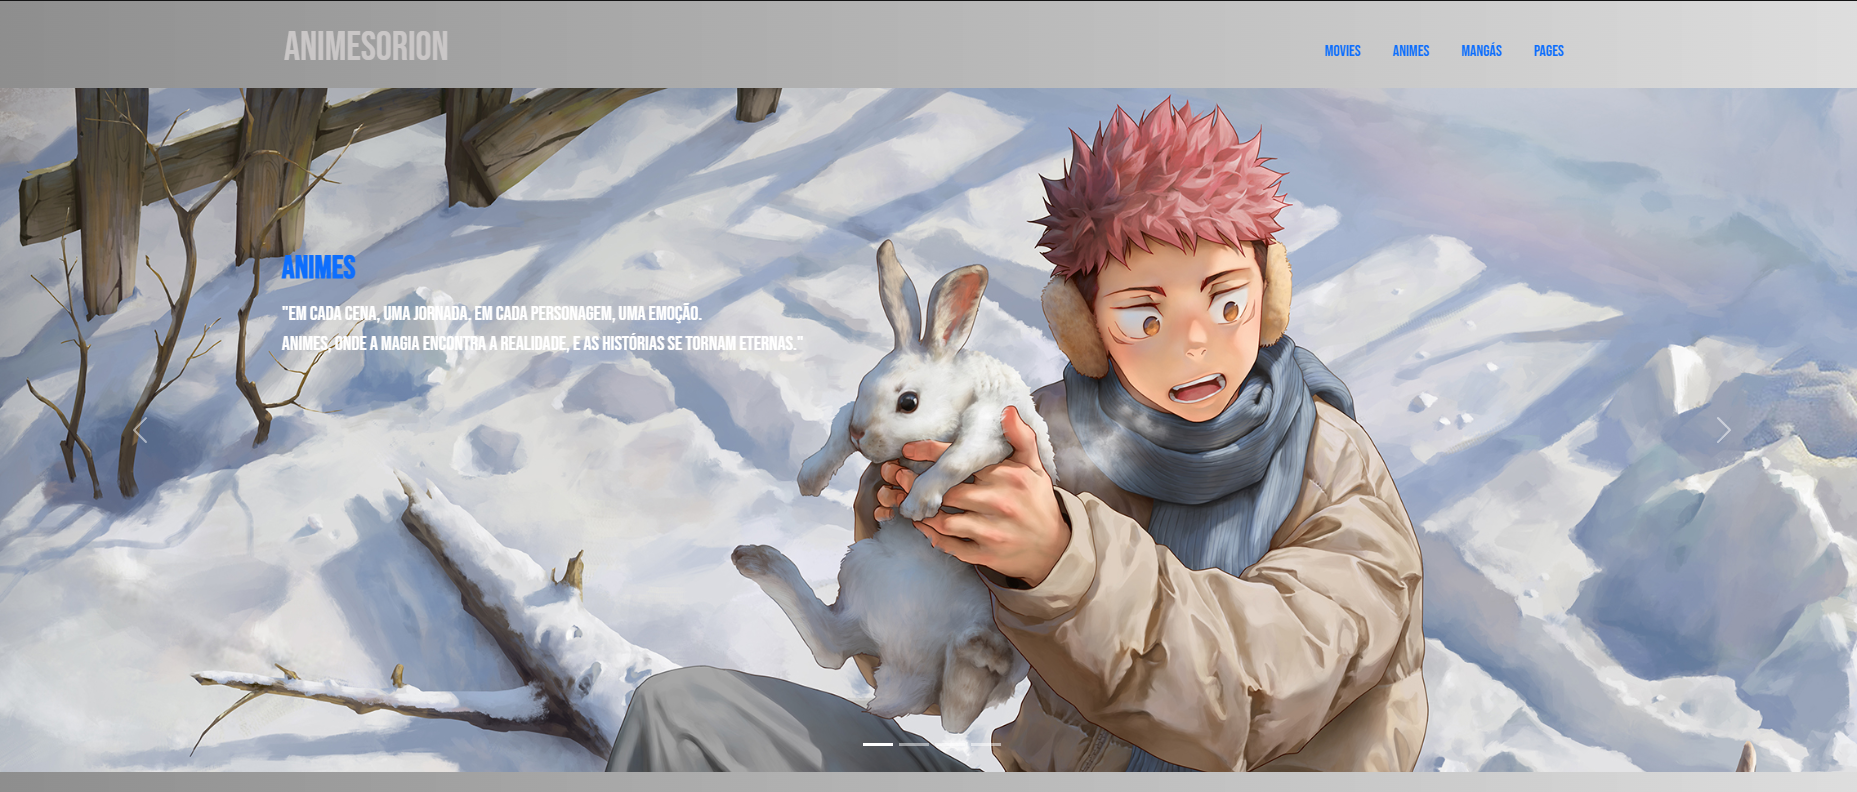 ANIMESORION
MOVIES ANIMES MANGÁS PAGES
ANIMES
"EM CADA CENA, UMA JORNADA. EM CADA PERSONAGEM, UMA EMOÇÃO.
ANIMES, ONDE A MAGIA ENCONTRA A REALIDADE, E AS HISTÓRIAS SE TORNAM ETERNAS."